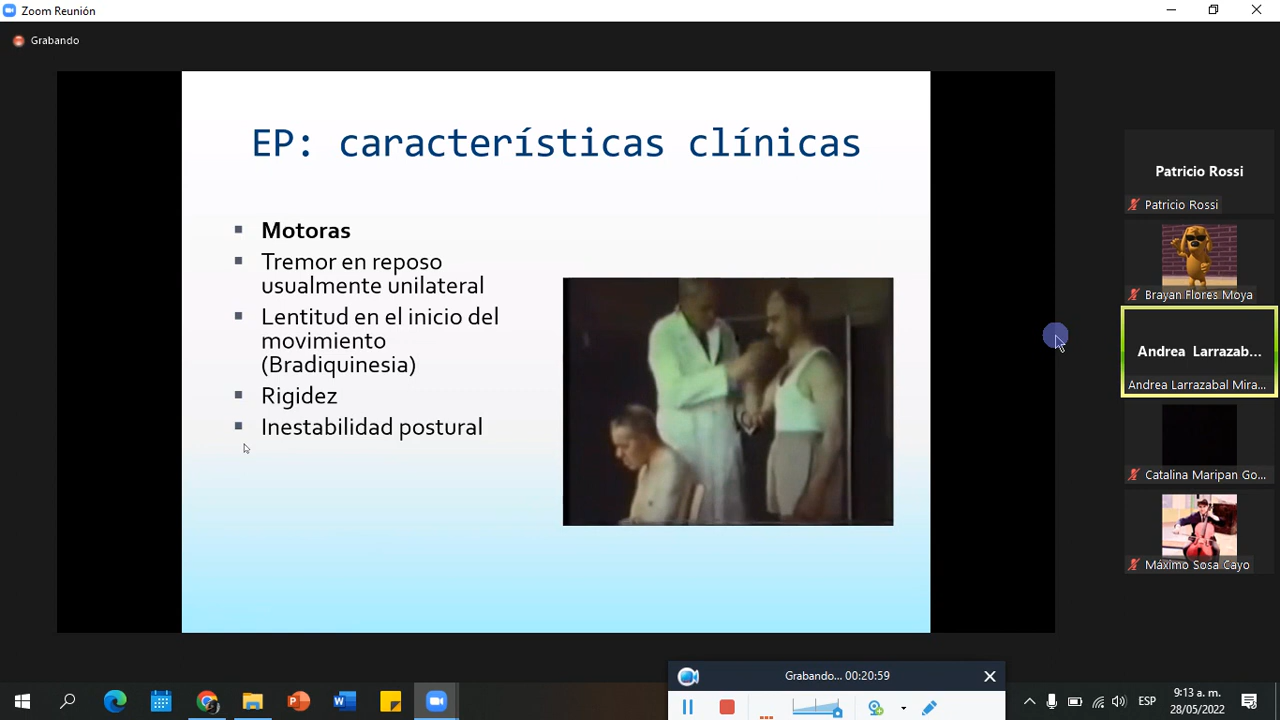 Zoom Reunión
Grabando
EP: características clínicas
Motoras
Tremor en reposo
usualmente unilateral
Lentitud en el inicio del
movimiento
(Bradiquinesia)
Rigidez
Inestabilidad postural
Patricio Rossi
Patricio Rossi
Brayan Flores Moya
Andrea Larrazab...
Andrea Larrazabal Mira...
Catalina Maripan Go...
Máximo Sosa Cayo
Grabando... 00:20:59
ESP
9:13 a. m.
28/05/2022